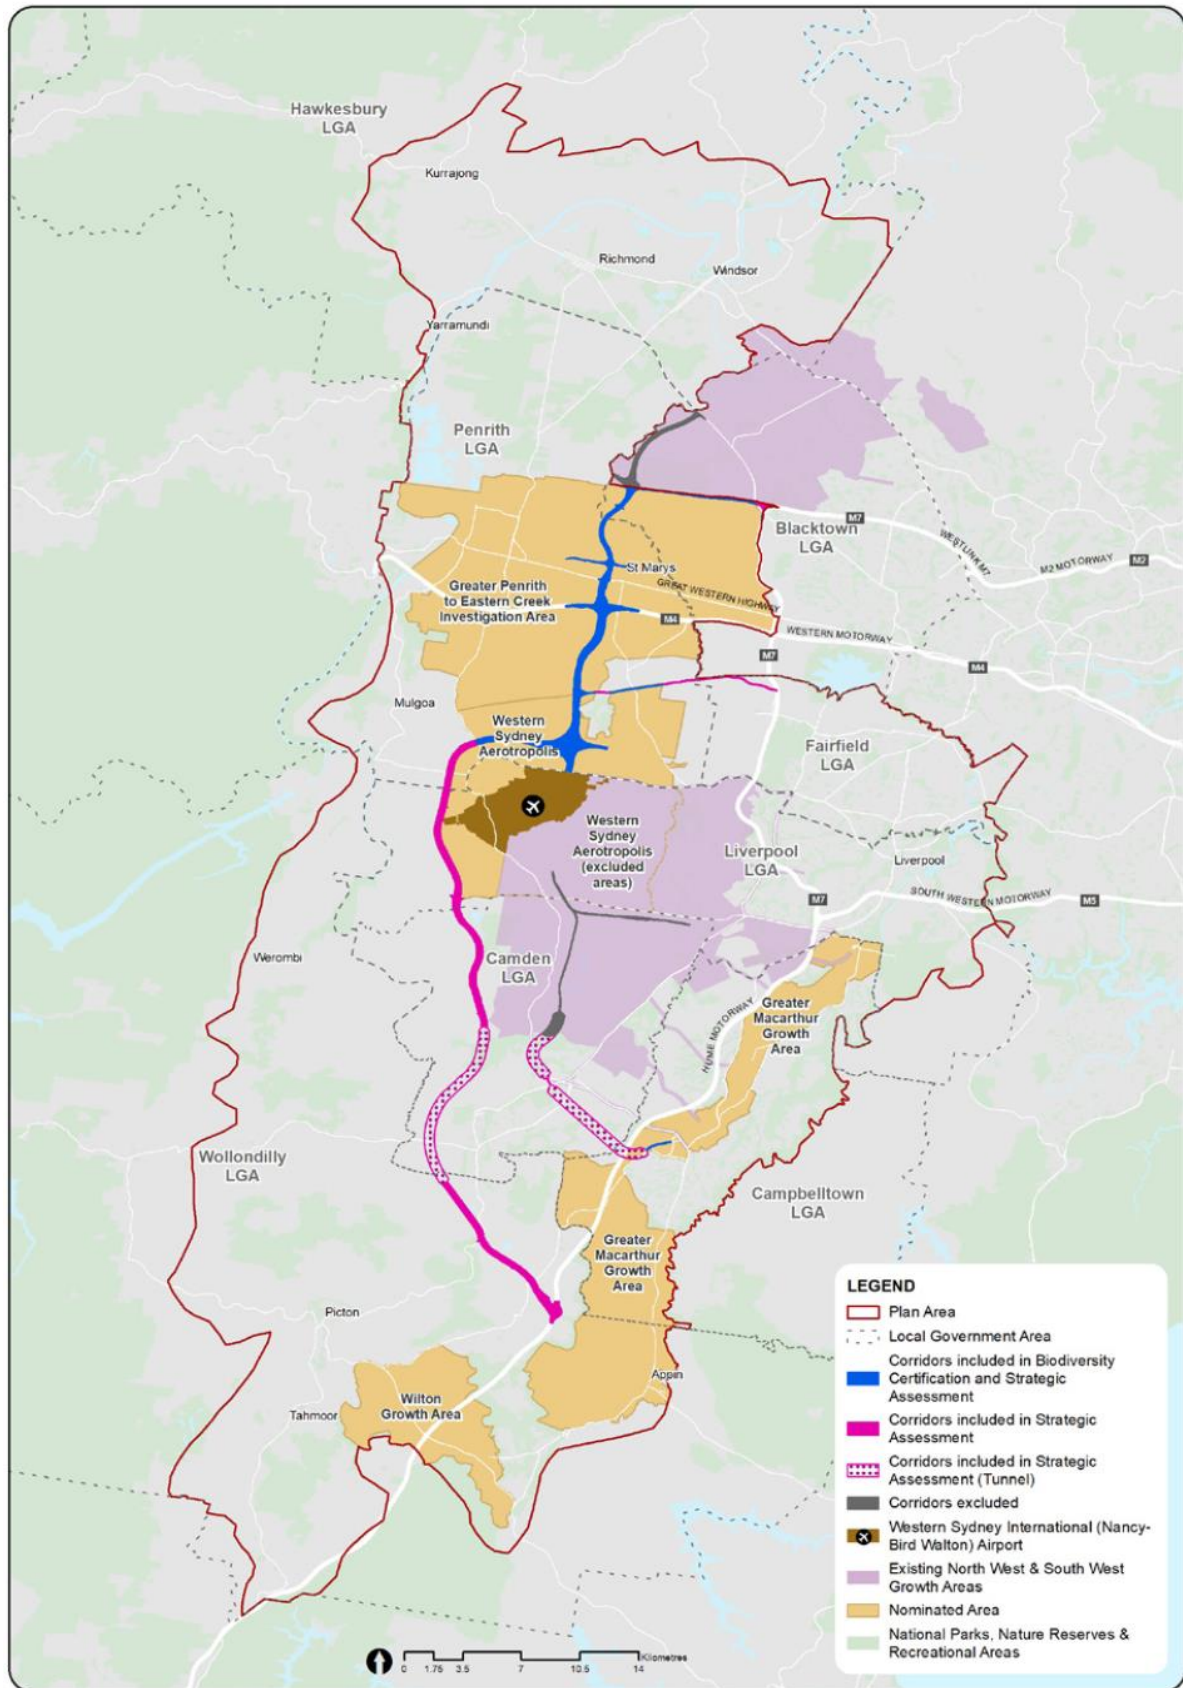 Hawkesbury
LGA
Kurrajong
Richmond
Windsor
Yarramundi
Penrith
LGA
Blacktown
LGA
M7
WESTLINK M7
M2 MOTORWAY
M2
St Marys
GREAT WESTERN HIGHWAY
Greater Penrith
to Eastern Creek
Investigation Area
M4
WESTERN MOTORWAY
M7
M4
Mulgoa
Western
Sydney
Aerotropolis
Fairfield
LGA
Western
Sydney
Aerotropolis
(excluded
areas)
Liverpool
LGA
Liverpool
M7
SOUTH WESTERN MOTORWAY
M5
Werombi
Camden
LGA
HUME MOTORWAY
Greater
Macarthur
Growth
Area
Wollondilly
LGA
Campbelltown
LGA
Greater
Macarthur
Growth
Area
Picton
Appin
Wilton
Growth Area
Tahmoor
LEGEND
Plan Area
Local Government Area
Corridors included in Biodiversity
Certification and Strategic
Assessment
Corridors included in Strategic
Assessment
Corridors included in Strategic
Assessment (Tunnel)
Corridors excluded
Western Sydney International (Nancy-
Bird Walton) Airport
Existing North West & South West
Growth Areas
Nominated Area
National Parks, Nature Reserves &
Recreational Areas
Kilometres
0 1.75 3.5 7 10.5 14